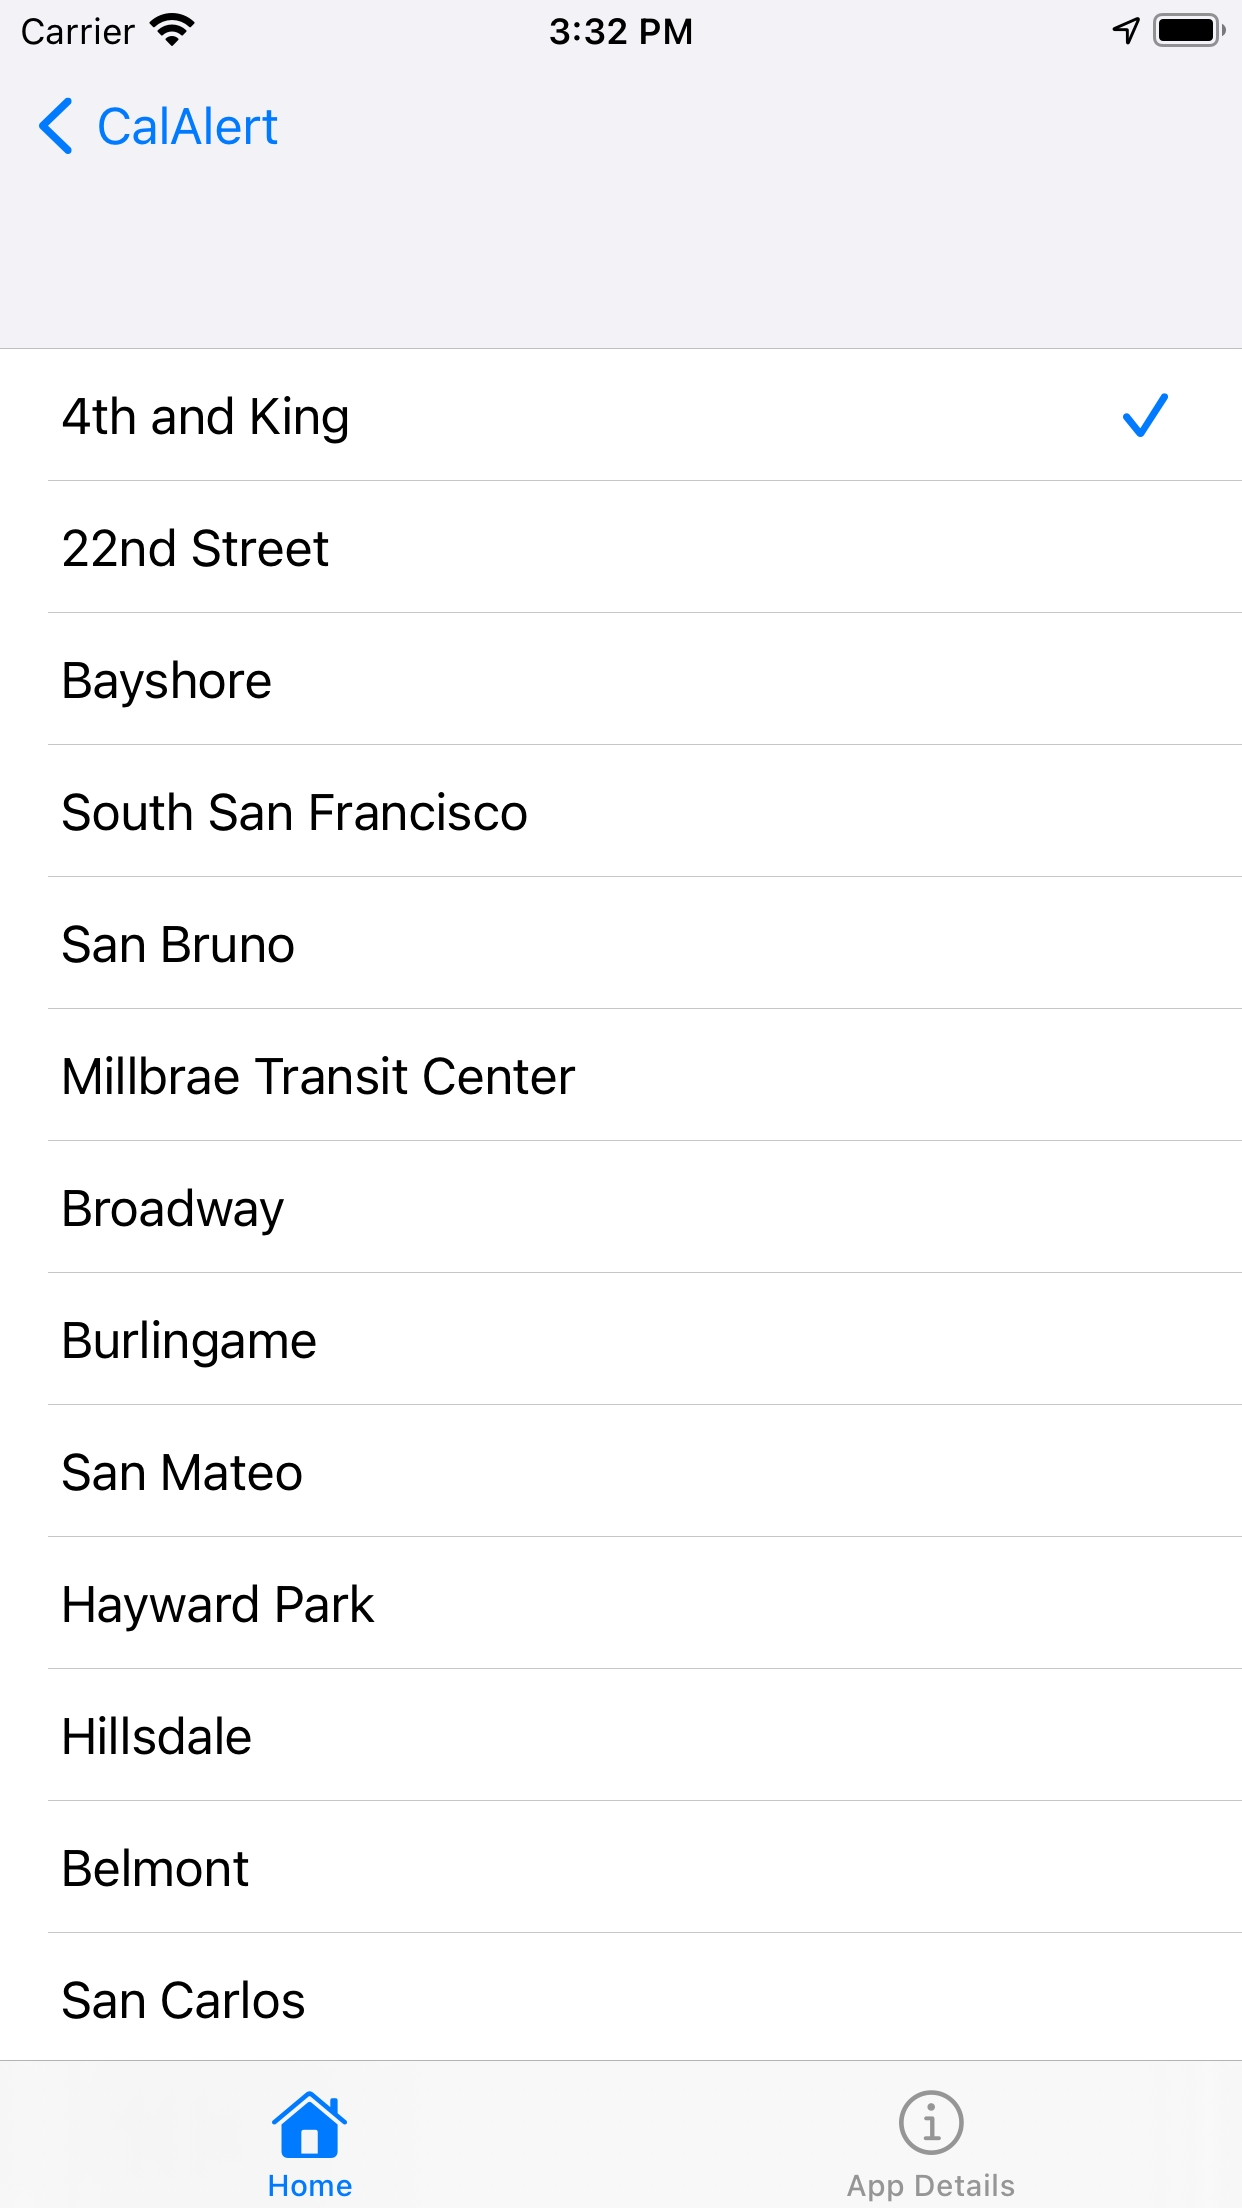 Carrier 3:32 PM
CalAlert
4th and King
22nd Street
Bayshore
South San Francisco
San Bruno
Millbrae Transit Center
Broadway
Burlingame
San Mateo
Hayward Park
Hillsdale
Belmont
San Carlos
Home App Details